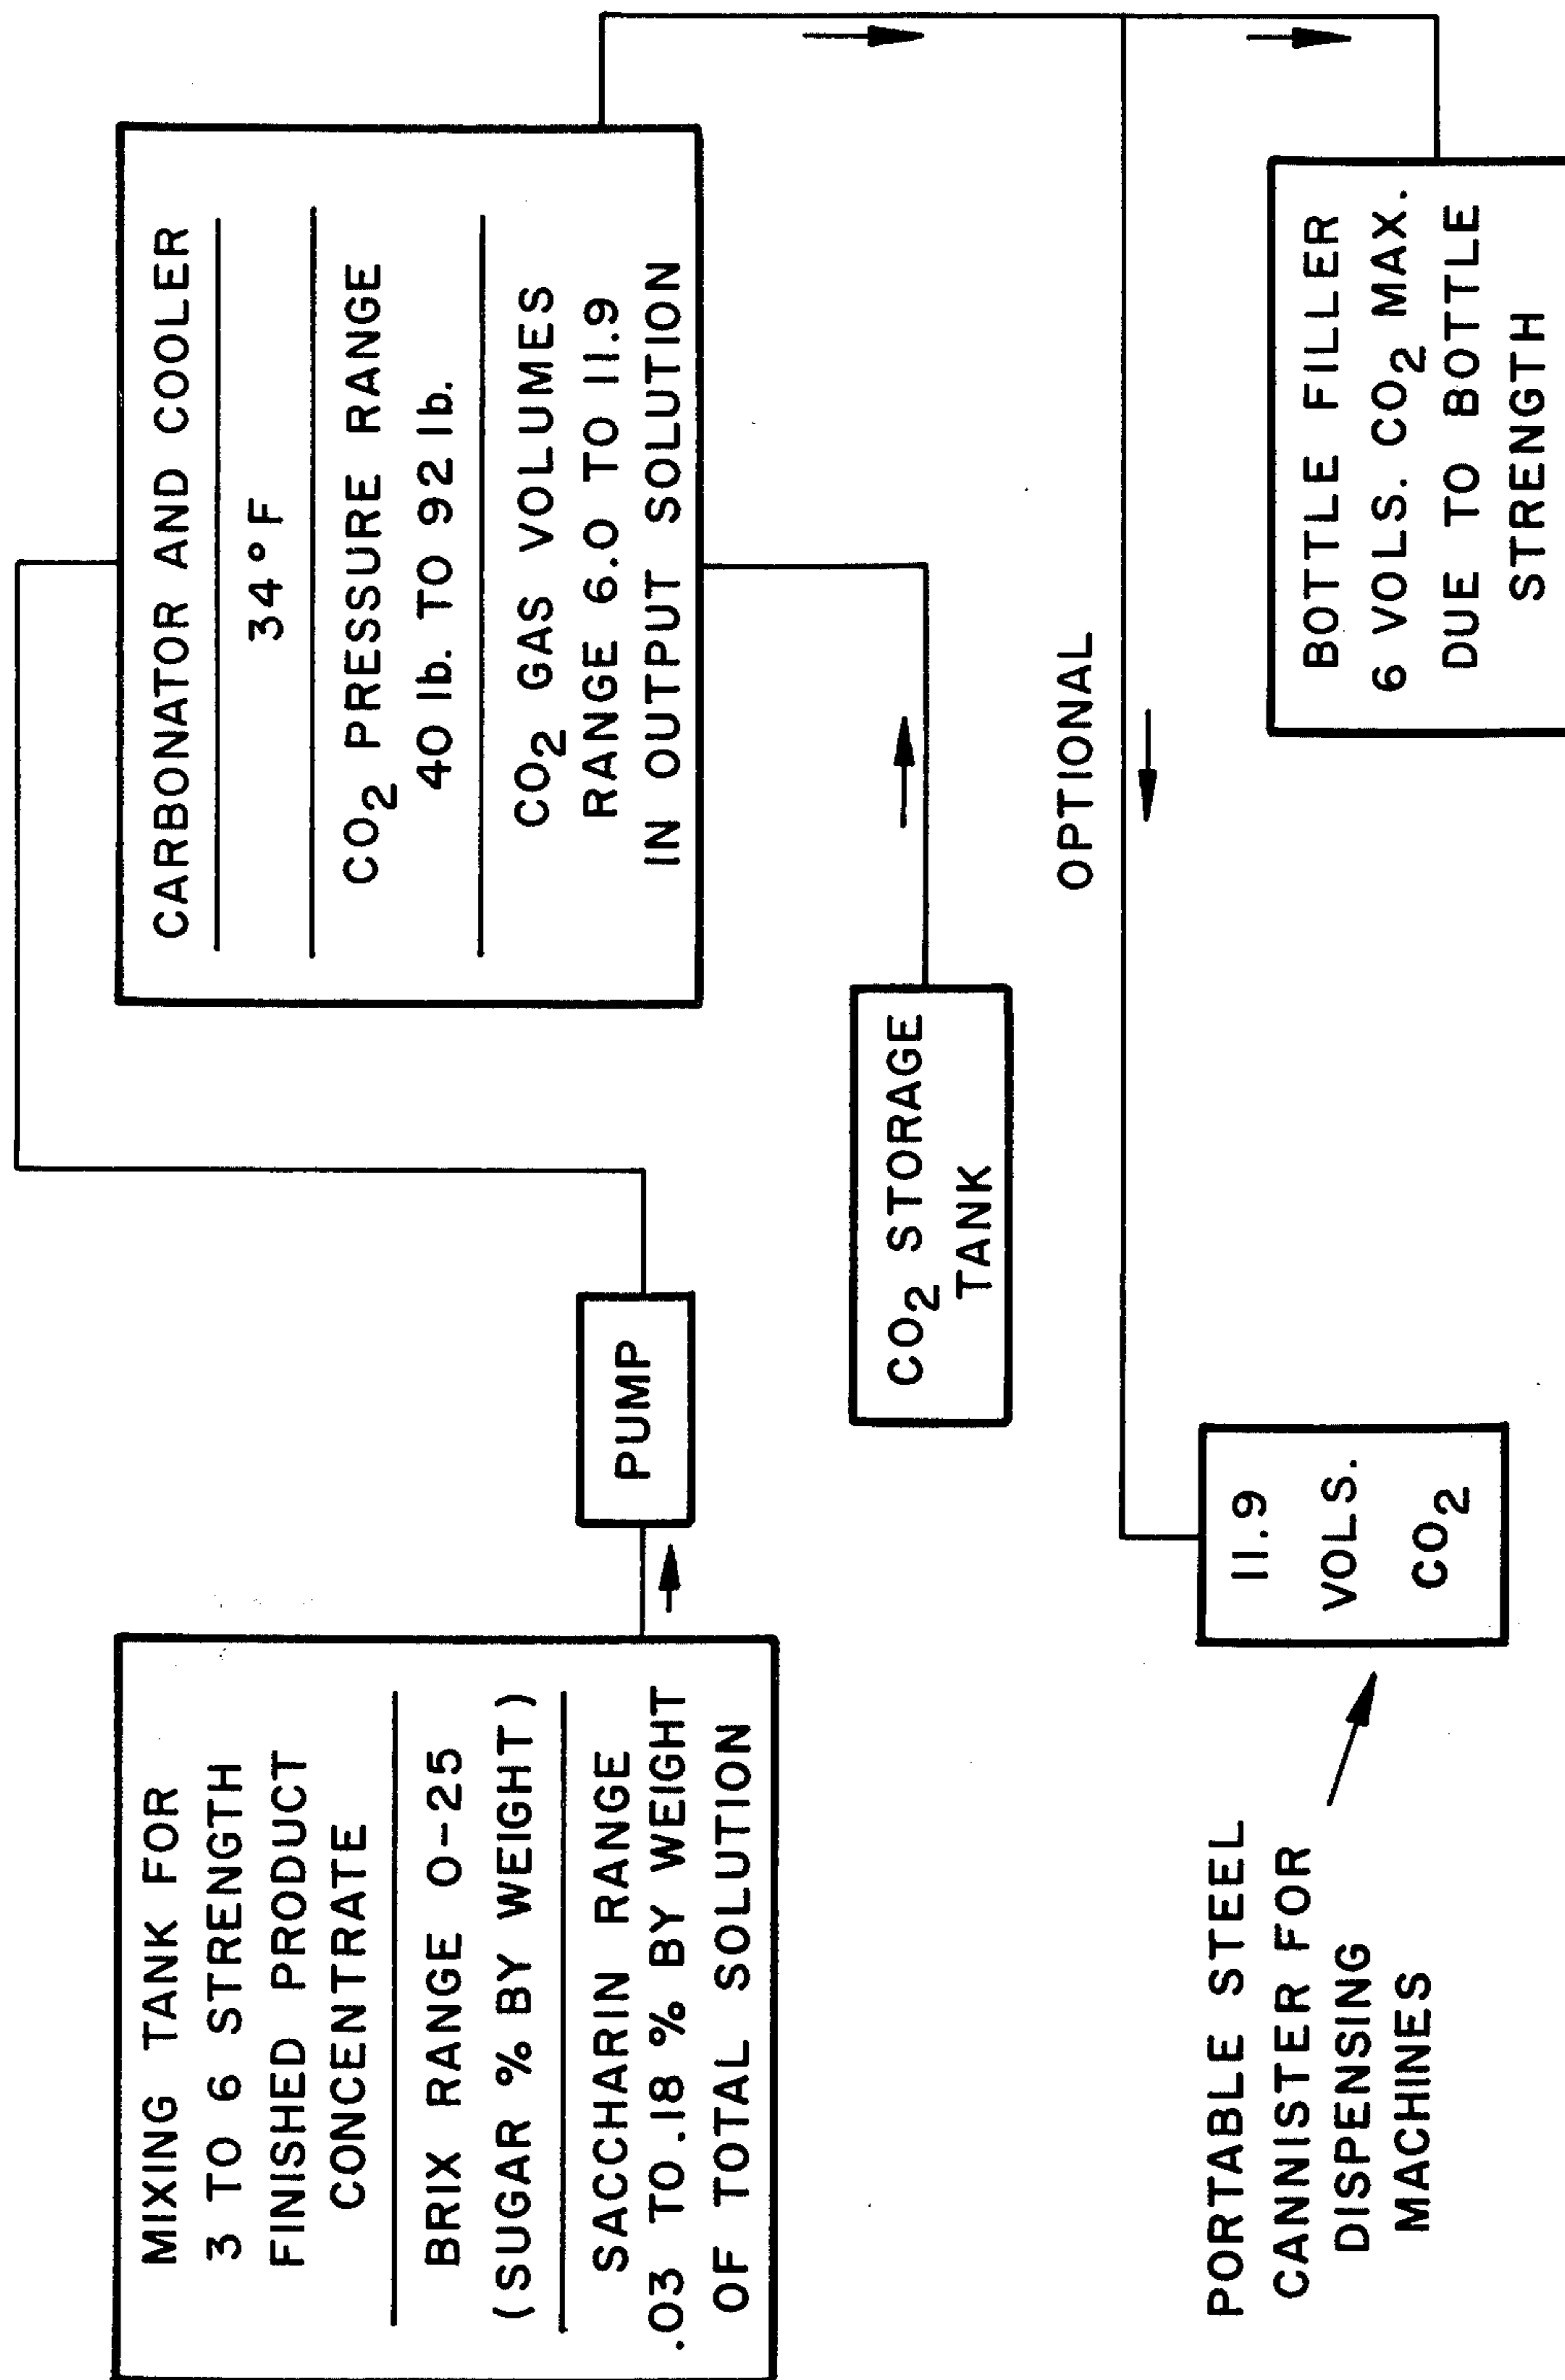 MIXING TANK FOR
3 TO 6 STRENGTH
FINISHED PRODUCT
CONCENTRATE
BRIX RANGE 0-25
(SUGAR % BY WEIGHT)
SACCHARIN RANGE
.03 TO .18 % BY WEIGHT
OF TOTAL SOLUTION
PUMP
CARBONATOR AND COOLER
34°F
CO₂ PRESSURE RANGE
40 lb. TO 92 lb.
CO₂ GAS VOLUMES
RANGE 6.0 TO 11.9
IN OUTPUT SOLUTION
CO₂ STORAGE
TANK
OPTIONAL
PORTABLE STEEL
CANNISTER FOR
DISPENSING
MACHINES
11.9
VOLS.
CO₂
BOTTLE FILLER
6 VOLS. CO₂ MAX.
DUE TO BOTTLE
STRENGTH